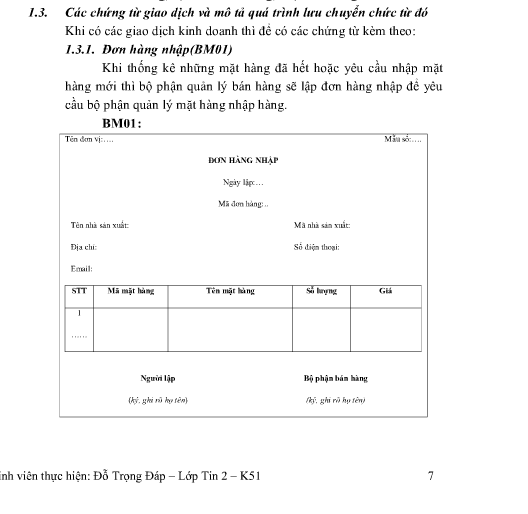 1.3. Các chứng từ giao dịch và mô tả quá trình lưu chuyển chức từ đó
Khi có các giao dịch kinh doanh thì để có các chứng từ kèm theo:
1.3.1. Đơn hàng nhập(BM01)
Khi thống kê những mặt hàng đã hết hoặc yêu cầu nhập mặt
hàng mới thì bộ phận quản lý bán hàng sẽ lập đơn hàng nhập để yêu
cầu bộ phận quản lý mặt hàng nhập hàng.
BM01:
Tên đơn vị:.... Mẫu số:....
ĐƠN HÀNG NHẬP
Ngày lập:...
Mã đơn hàng:..
Tên nhà sản xuất: Mã nhà sản xuất:
Địa chỉ: Số điện thoại:
Email:
STT Mã mặt hàng Tên mặt hàng Số lượng Giá
1
......
Người lập Bộ phận bán hàng
(ký, ghi rõ họ tên) (ký, ghi rõ họ tên)
inh viên thực hiện: Đỗ Trọng Đáp – Lớp Tin 2 – K51 7